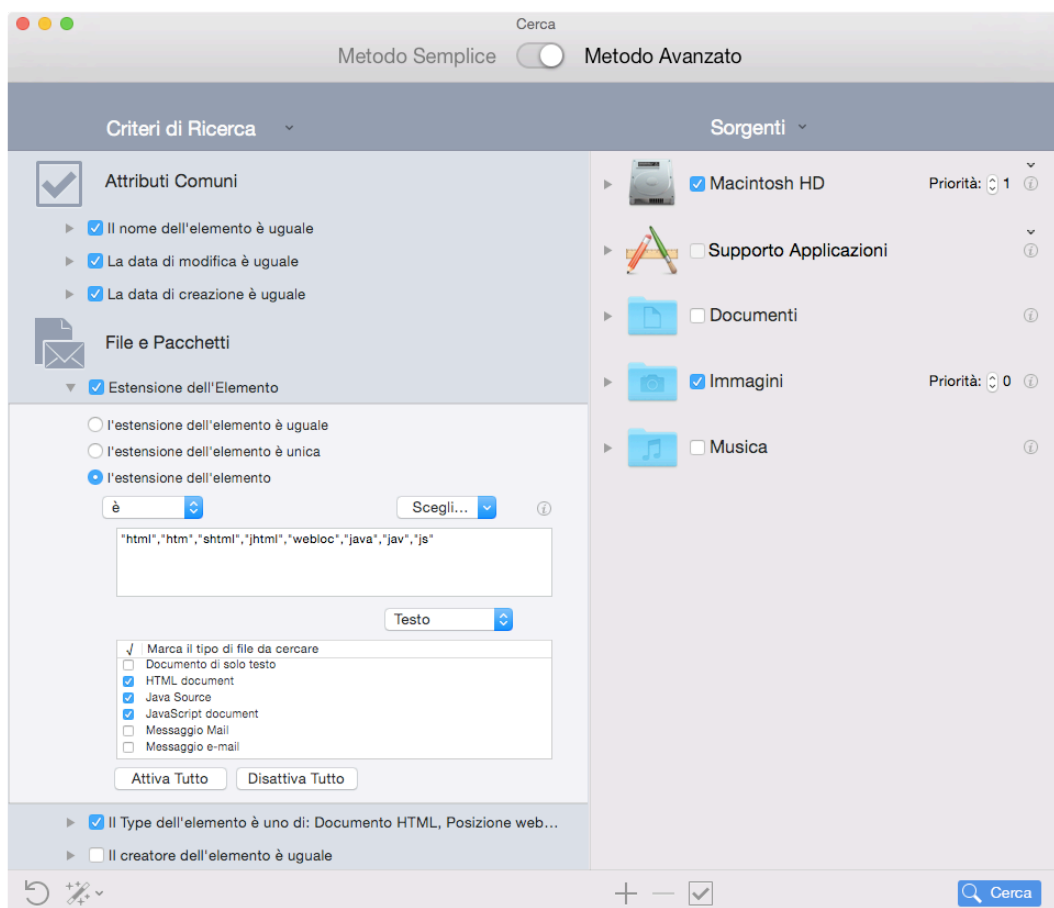 Cerca
Metodo Semplice Metodo Avanzato
Criteri di Ricerca
Attributi Comuni
Il nome dell'elemento è uguale
La data di modifica è uguale
La data di creazione è uguale
File e Pacchetti
Estensione dell'Elemento
l'estensione dell'elemento è uguale
l'estensione dell'elemento è unica
l'estensione dell'elemento
è Scegli...
"html","htm","shtml","jhtml","webloc","java","jav","js"
Testo
√ Marca il tipo di file da cercare
Documento di solo testo
HTML document
Java Source
JavaScript document
Messaggio Mail
Messaggio e-mail
Attiva Tutto Disattiva Tutto
Il Type dell'elemento è uno di: Documento HTML, Posizione web...
Il creatore dell'elemento è uguale
Sorgenti
Macintosh HD Priorità: 1
Supporto Applicazioni
Documenti
Immagini Priorità: 0
Musica
Cerca